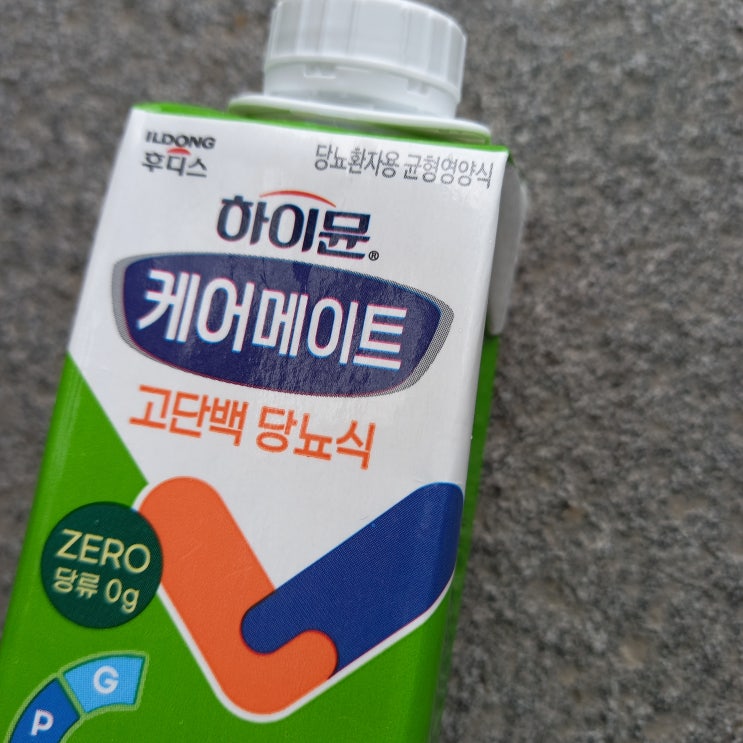 ILDONG
후디스
당뇨환자용 균형영양식
하이뮨®
케어메이트
고단백 당뇨식
ZERO
당류 0g
G
P